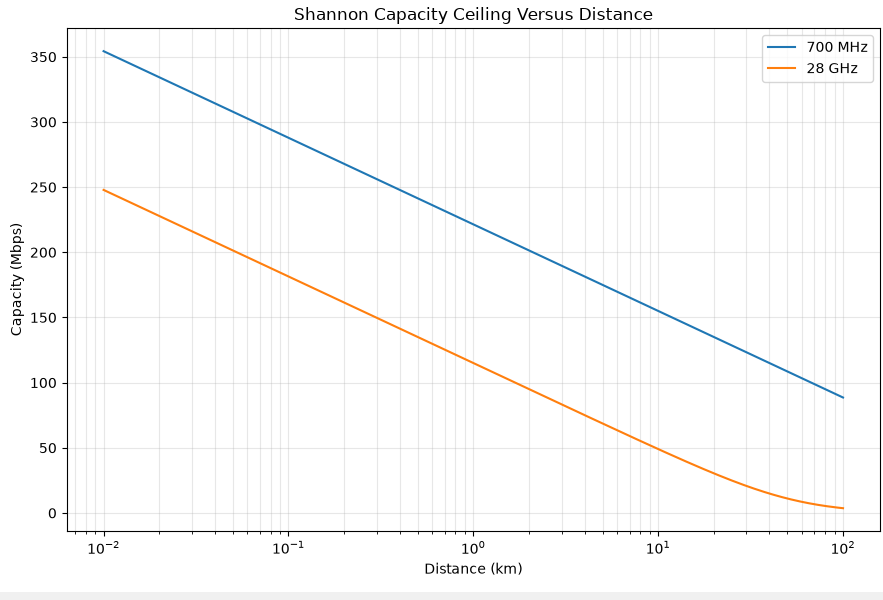 Shannon Capacity Ceiling Versus Distance
700 MHz
28 GHz
350
300
250
200
150
100
50
0
Capacity (Mbps)
10⁻² 10⁻¹ 10⁰ 10¹ 10²
Distance (km)